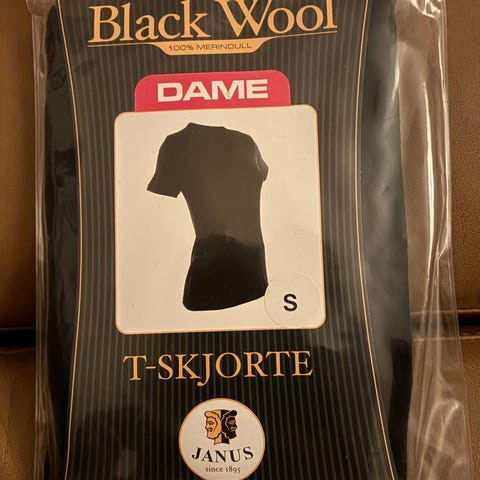 Black Wool
100% MERINOULL
DAME
S
T-SKJORTE
JANUS
since 1895